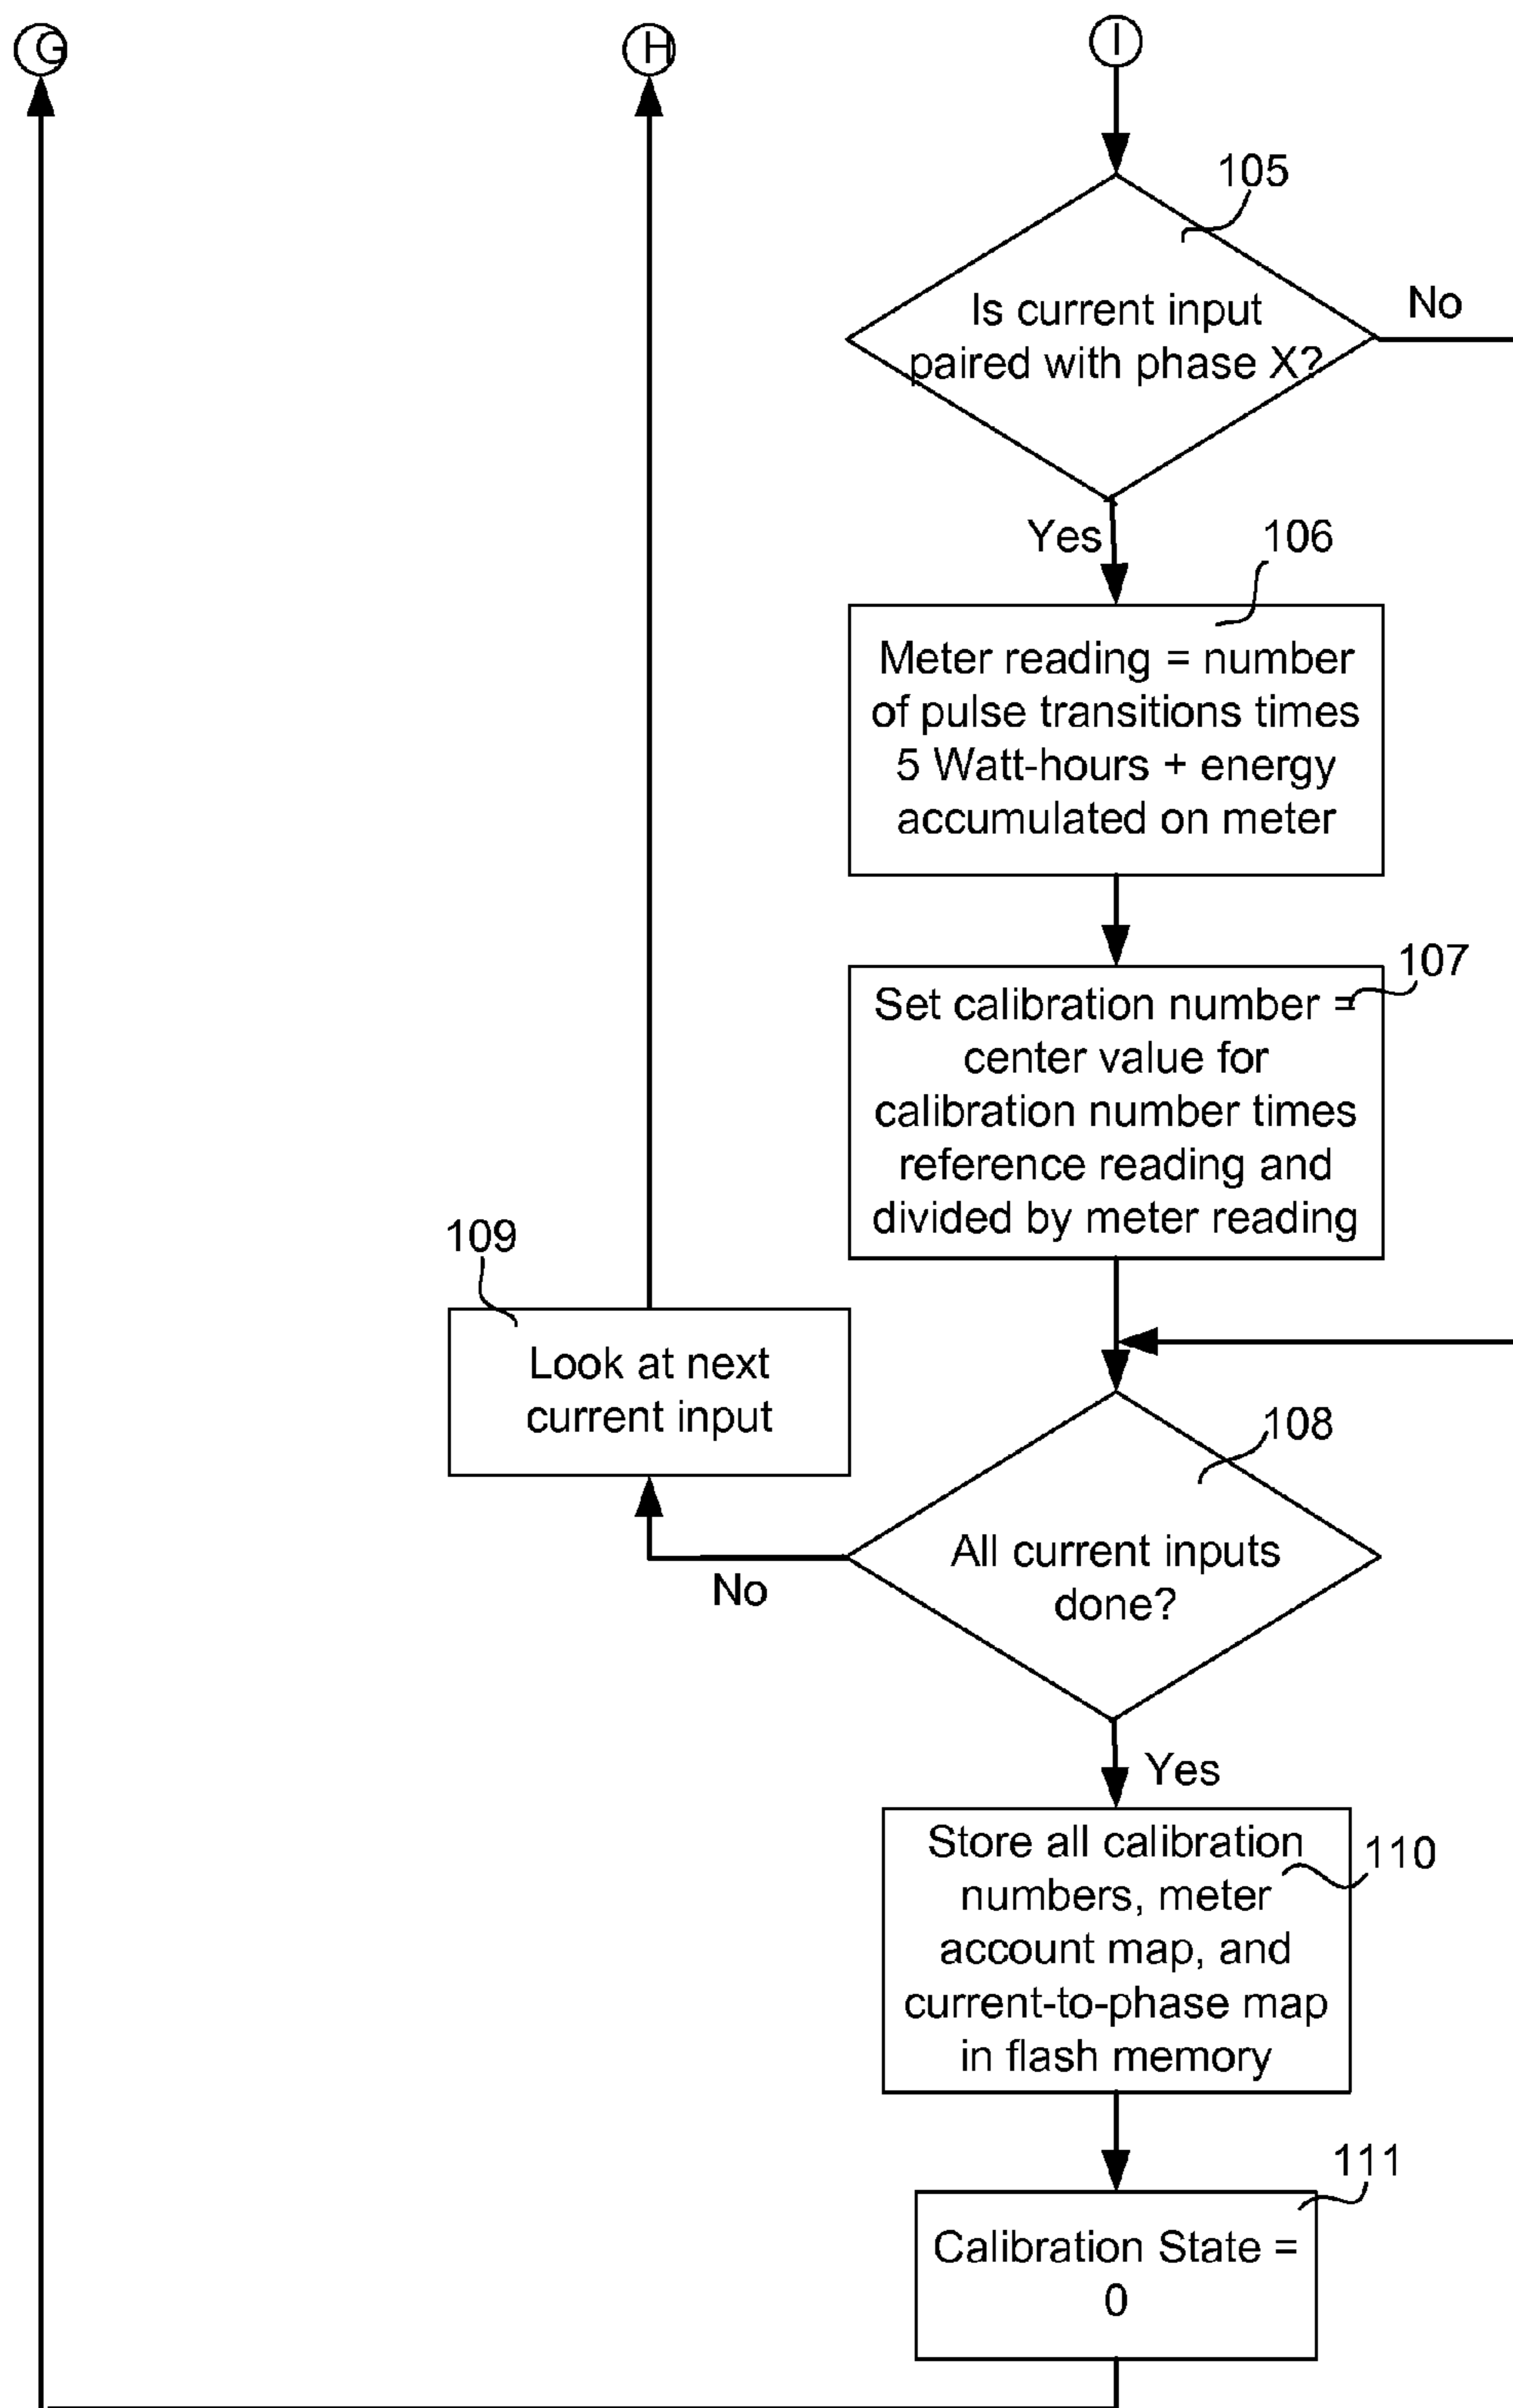 G
H
I
105
Is current input
paired with phase X?
No
Yes
106
Meter reading = number
of pulse transitions times
5 Watt-hours + energy
accumulated on meter
107
Set calibration number =
center value for
calibration number times
reference reading and
divided by meter reading
109
Look at next
current input
108
All current inputs
done?
No
Yes
110
Store all calibration
numbers, meter
account map, and
current-to-phase map
in flash memory
111
Calibration State =
0